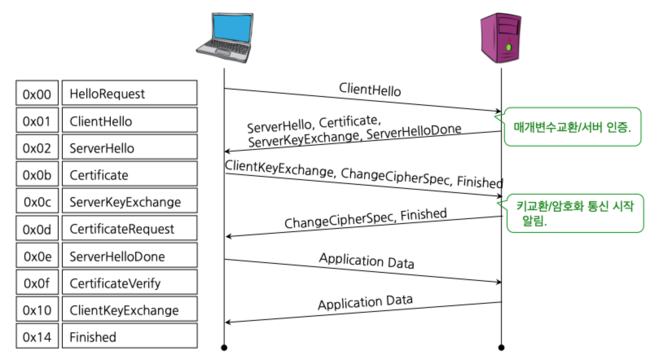 0x00 HelloRequest
0x01 ClientHello
0x02 ServerHello
0x0b Certificate
0x0c ServerKeyExchange
0x0d CertificateRequest
0x0e ServerHelloDone
0x0f CertificateVerify
0x10 ClientKeyExchange
0x14 Finished
ClientHello
ServerHello, Certificate,
ServerKeyExchange, ServerHelloDone
매개변수교환/서버 인증.
ClientKeyExchange, ChangeCipherSpec, Finished
키교환/암호화 통신 시작
알림.
ChangeCipherSpec, Finished
Application Data
Application Data